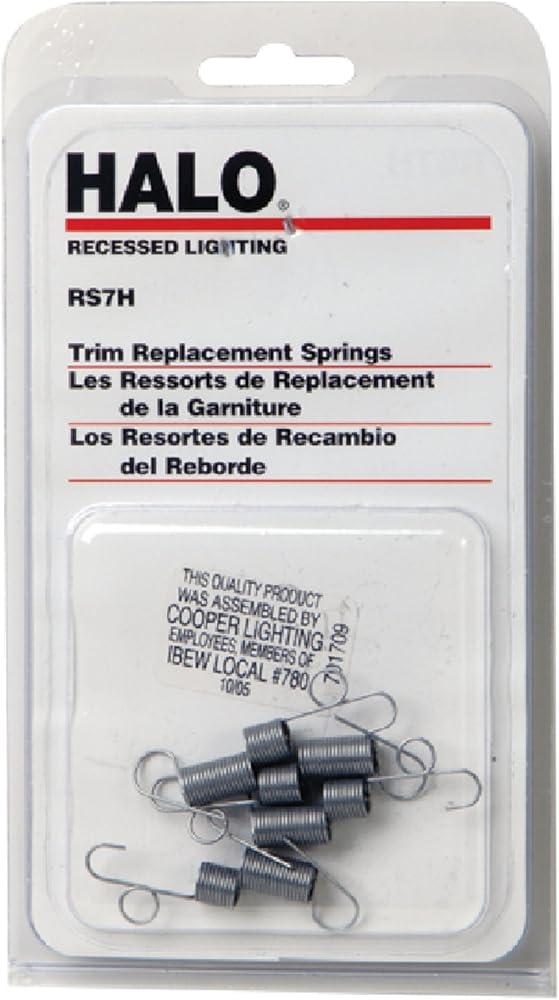 HALO®
RECESSED LIGHTING
RS7H
Trim Replacement Springs
Les Ressorts de Replacement
de la Garniture
Los Resortes de Recambio
del Reborde
THIS QUALITY PRODUCT
WAS ASSEMBLED BY
COOPER LIGHTING
EMPLOYEES, MEMBERS OF
IBEW LOCAL #780
10/05
701709